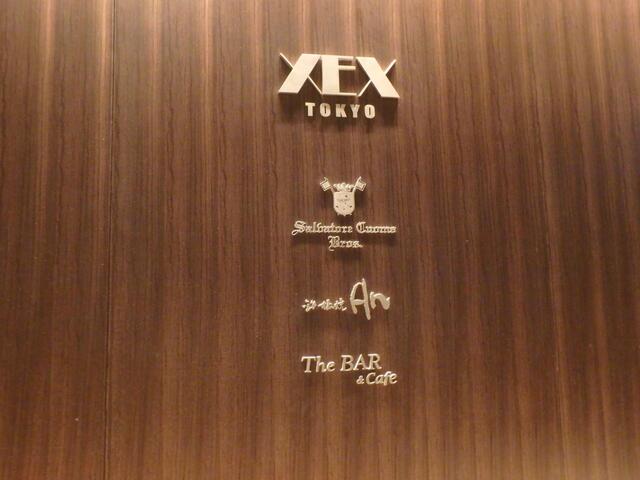 XEX
TOKYO
Salvatore Cuomo
Bros.
An
The BAR
& Cafe